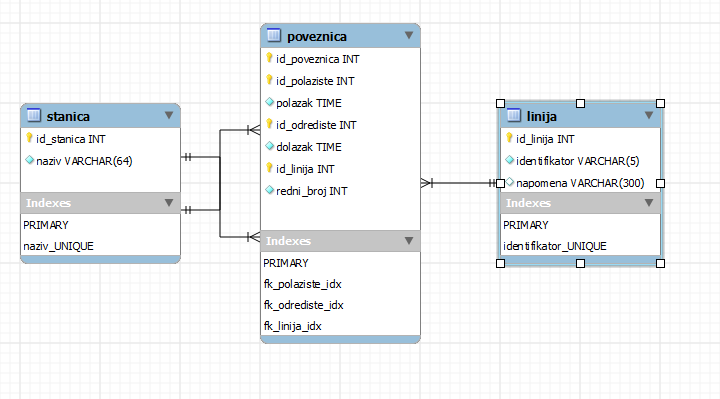 stanica
id_stanica INT
naziv VARCHAR(64)
Indexes
PRIMARY
naziv_UNIQUE
poveznica
id_poveznica INT
id_polaziste INT
polazak TIME
id_odrediste INT
dolazak TIME
id_linija INT
redni_broj INT
Indexes
PRIMARY
fk_polaziste_idx
fk_odrediste_idx
fk_linija_idx
linija
id_linija INT
identifikator VARCHAR(5)
napomena VARCHAR(300)
Indexes
PRIMARY
identifikator_UNIQUE